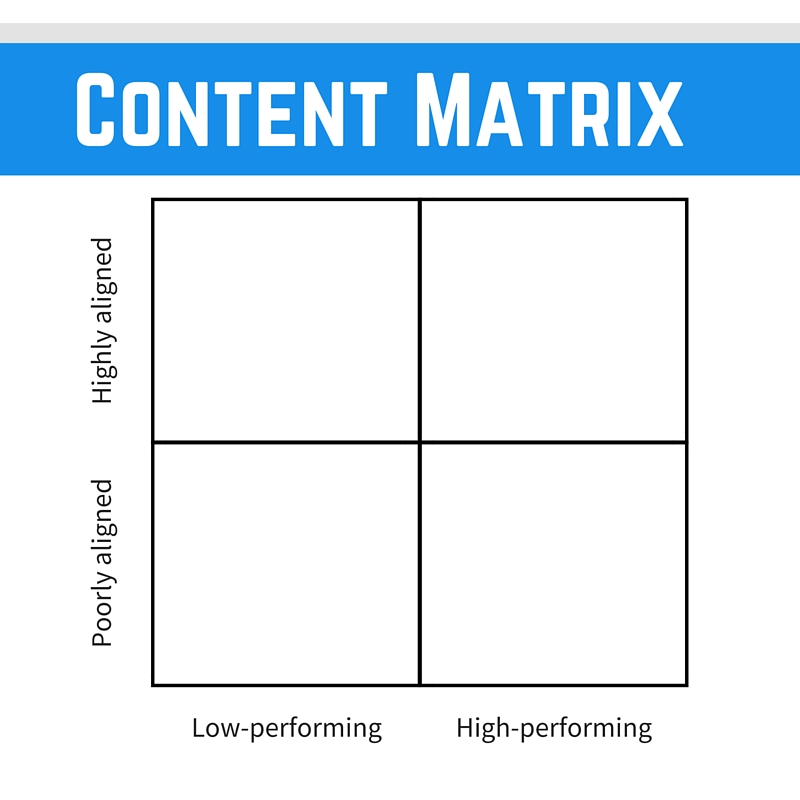 CONTENT MATRIX
Highly aligned
Poorly aligned
Low-performing
High-performing